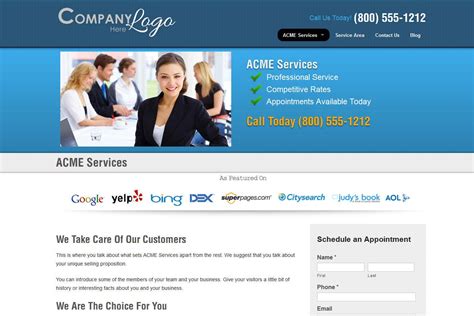 COMPANY Logo
Here
Call Us Today! (800) 555-1212
ACME Services Service Area Contact Us Blog
ACME Services
Professional Service
Competitive Rates
Appointments Available Today
Call Today (800) 555-1212
ACME Services
As Featured On
Google yelp bing DEX superpages.com Citysearch judy's book AOL
We Take Care Of Our Customers
This is where you talk about what sets ACME Services apart from the rest. We suggest that you talk about
your unique selling proposition.
You can introduce some of the members of your team and your business. Give your visitors a little bit of
history or interesting facts about you and your business.
We Are The Choice For You
Schedule an Appointment
Name *
First Last
Phone *
Email *